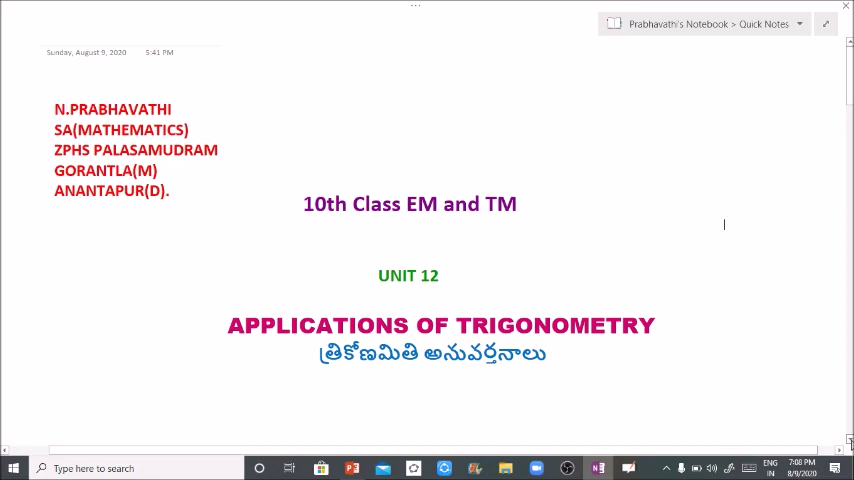 Prabhavathi's Notebook > Quick Notes
Sunday, August 9, 2020 5:41 PM
N.PRABHAVATHI
SA(MATHEMATICS)
ZPHS PALASAMUDRAM
GORANTLA(M)
ANANTAPUR(D).
10th Class EM and TM
UNIT 12
APPLICATIONS OF TRIGONOMETRY
త్రికోణమితి అనువర్తనాలు
Type here to search
ENG
IN
7:08 PM
8/9/2020